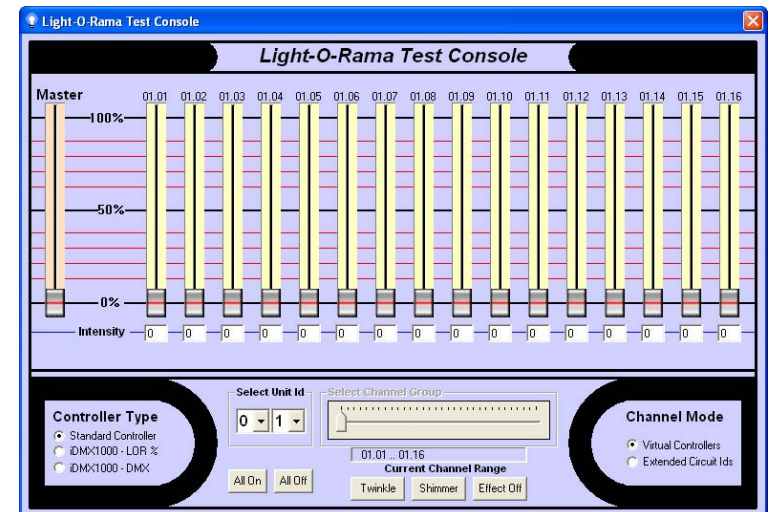 Light-O-Rama Test Console
Light-O-Rama Test Console
Master 01.01 01.02 01.03 01.04 01.05 01.06 01.07 01.08 01.09 01.10 01.11 01.12 01.13 01.14 01.15 01.16
100%
50%
0%
Intensity 0 0 0 0 0 0 0 0 0 0 0 0 0 0 0 0
Controller Type
Standard Controller
iDMX1000 - LOR %
iDMX1000 - DMX
Select Unit Id
0 1
All On All Off
Select Channel Group
01.01 .. 01.16
Current Channel Range
Twinkle Shimmer Effect Off
Channel Mode
Virtual Controllers
Extended Circuit Ids